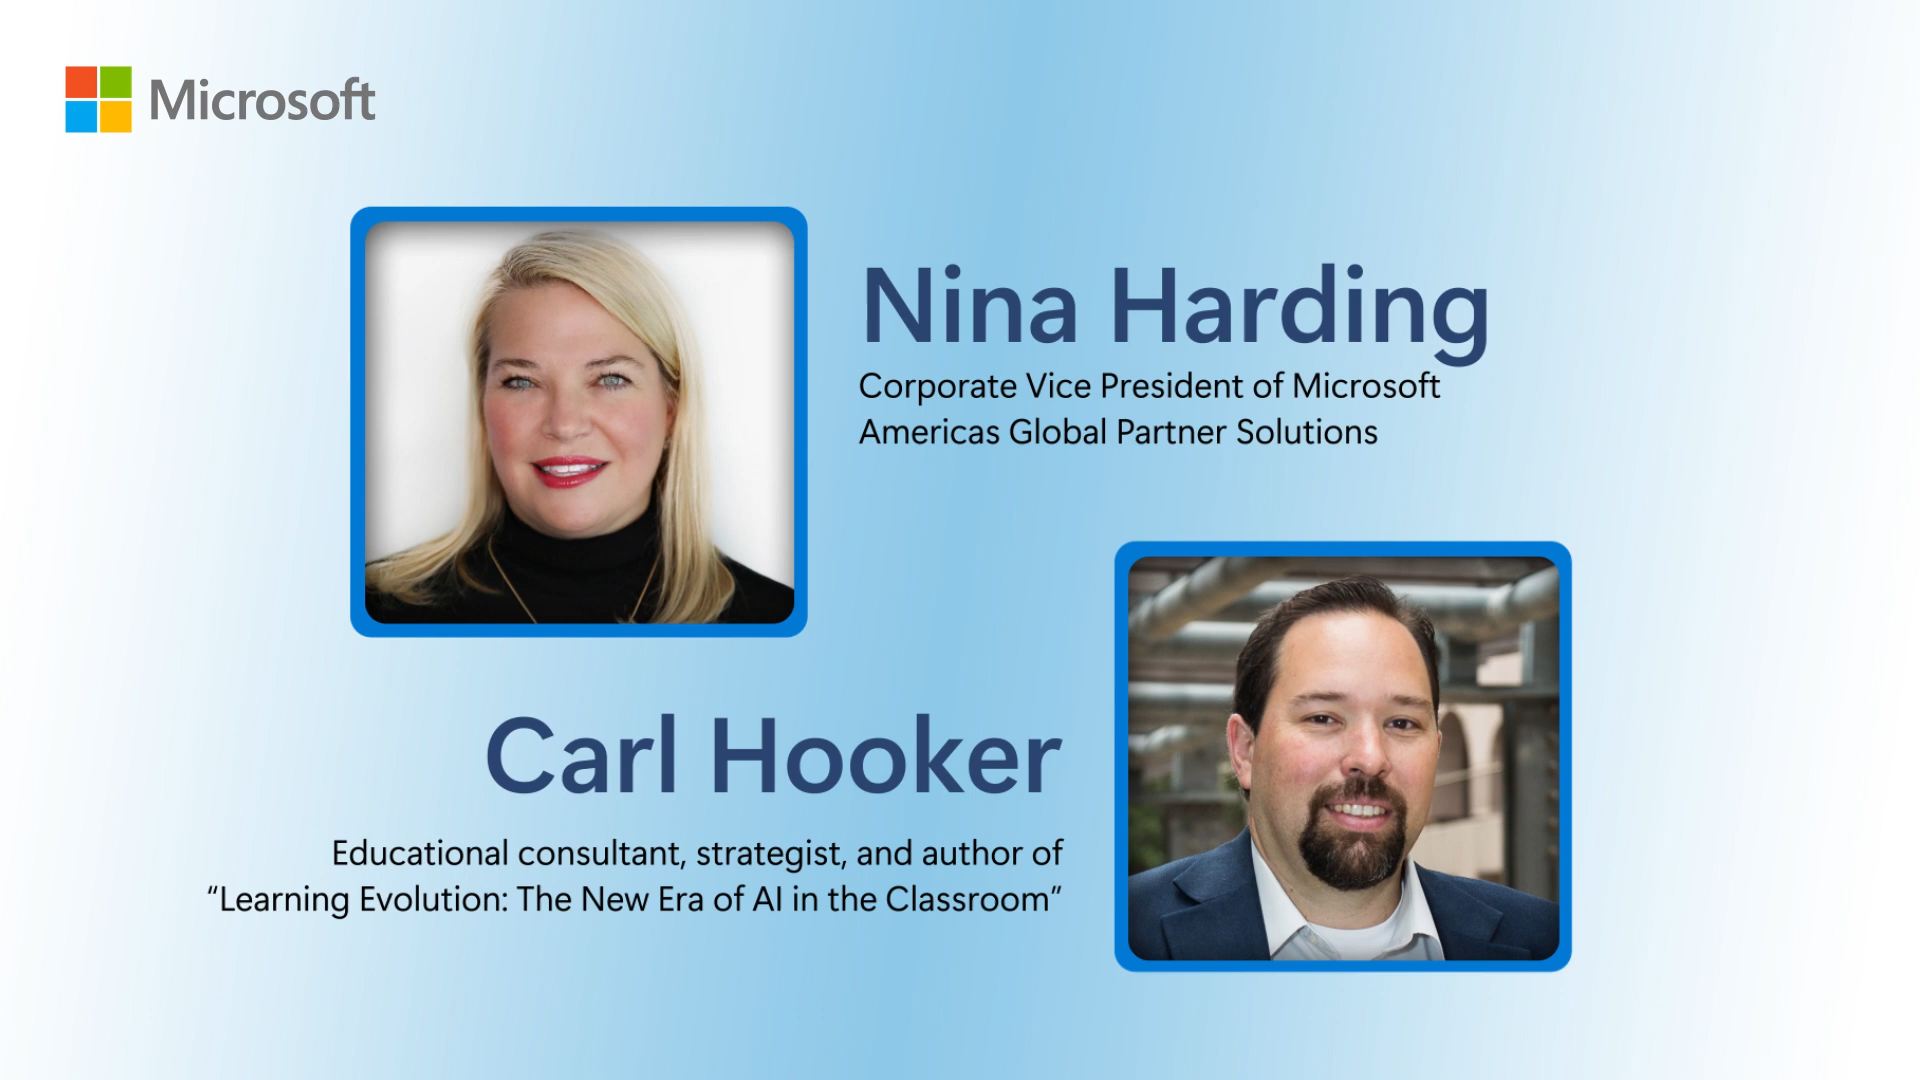 Microsoft
Nina Harding
Corporate Vice President of Microsoft
Americas Global Partner Solutions
Carl Hooker
Educational consultant, strategist, and author of
“Learning Evolution: The New Era of AI in the Classroom”